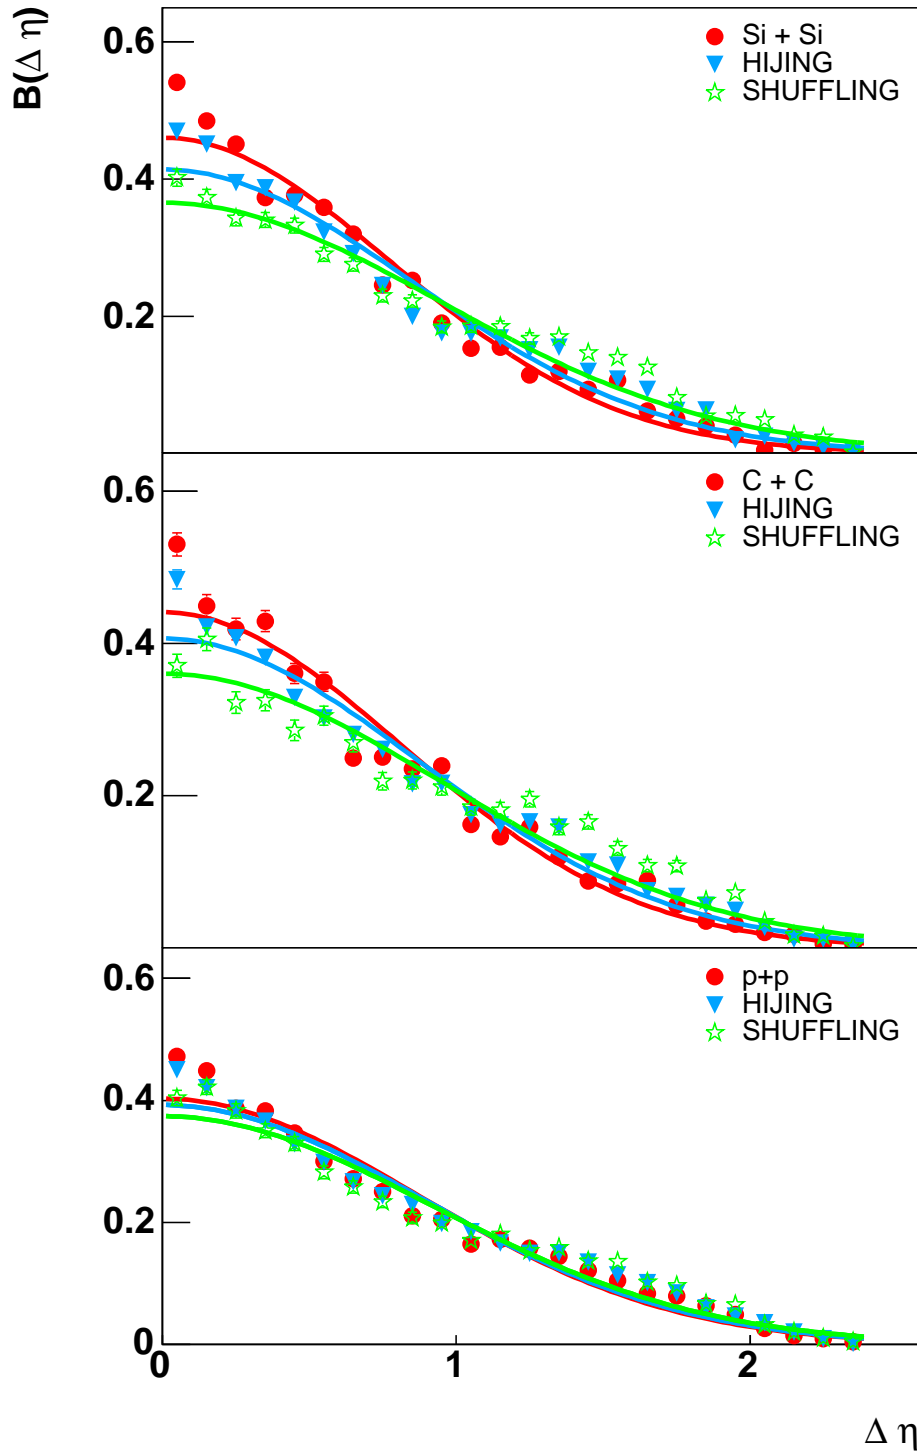 B(Δ η)
0.6
Si + Si
HIJING
SHUFFLING
0.4
0.2
0.6
C + C
HIJING
SHUFFLING
0.4
0.2
0.6
p+p
HIJING
SHUFFLING
0.4
0.2
0
0 1 2
Δ η